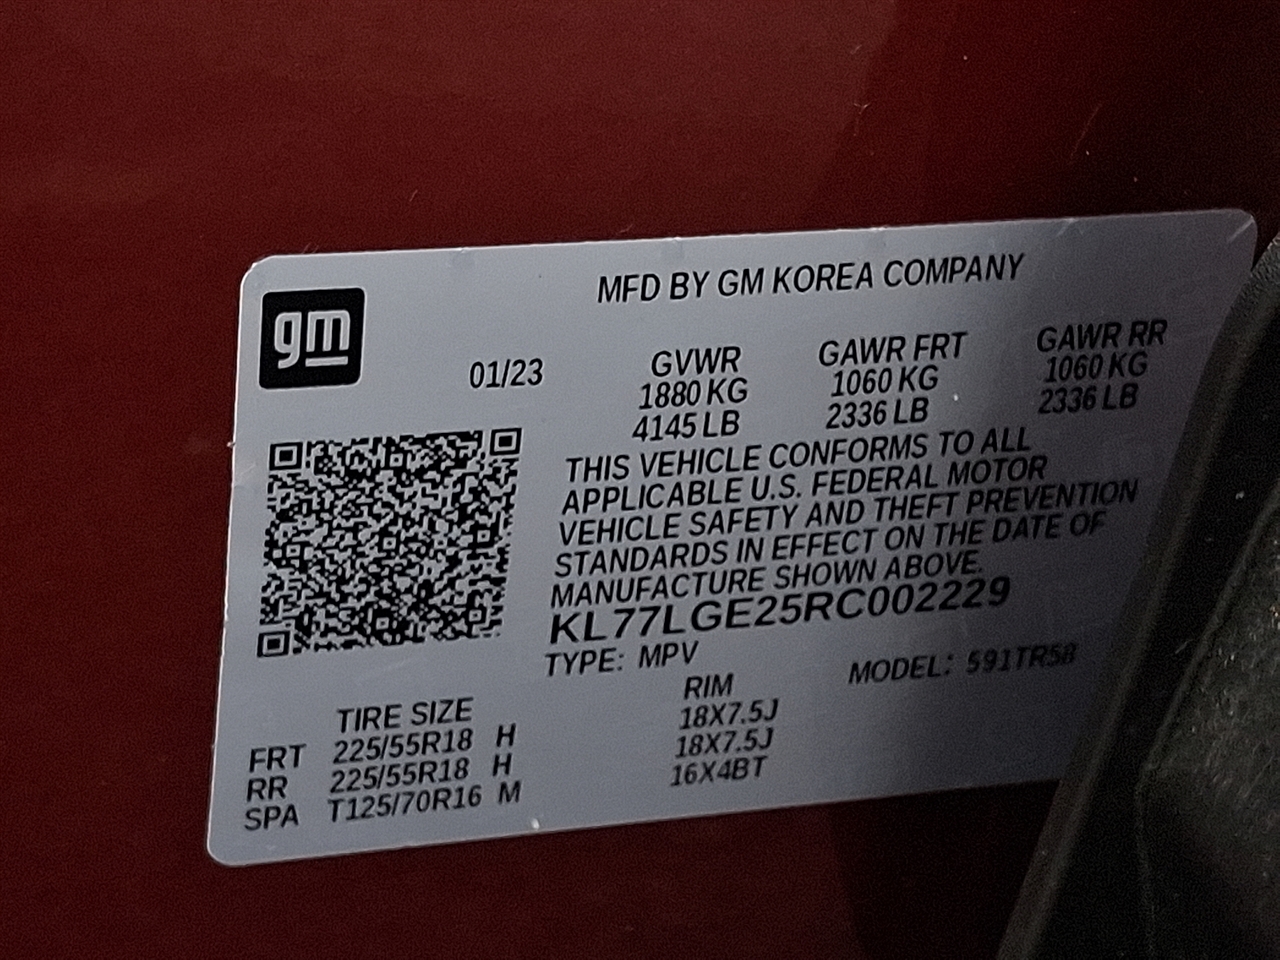 gm
MFD BY GM KOREA COMPANY
01/23
GVWR GAWR FRT GAWR RR
1880 KG 1060 KG 1060 KG
4145 LB 2336 LB 2336 LB
THIS VEHICLE CONFORMS TO ALL
APPLICABLE U.S. FEDERAL MOTOR
VEHICLE SAFETY AND THEFT PREVENTION
STANDARDS IN EFFECT ON THE DATE OF
MANUFACTURE SHOWN ABOVE.
KL77LGE25RC002229
TYPE: MPV MODEL: 591TR58
TIRE SIZE RIM
FRT 225/55R18 H 18X7.5J
RR 225/55R18 H 18X7.5J
SPA T125/70R16 M 16X4BT